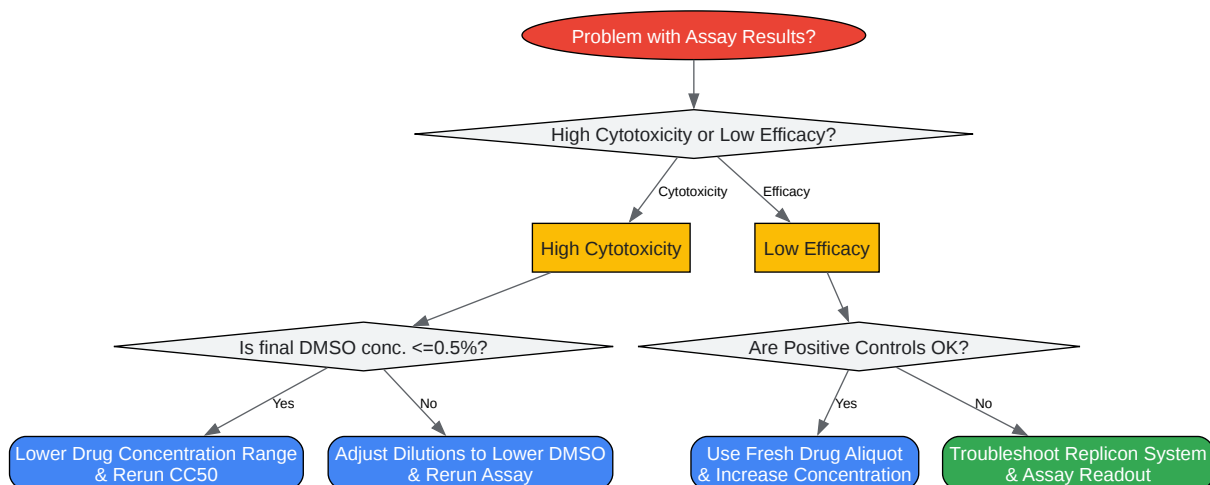 Problem with Assay Results?
High Cytotoxicity or Low Efficacy?
Cytotoxicity
Efficacy
High Cytotoxicity
Low Efficacy
Is final DMSO conc. <=0.5%?
Are Positive Controls OK?
Yes
No
Yes
No
Lower Drug Concentration Range
& Rerun CC50
Adjust Dilutions to Lower DMSO
& Rerun Assay
Use Fresh Drug Aliquot
& Increase Concentration
Troubleshoot Replicon System
& Assay Readout